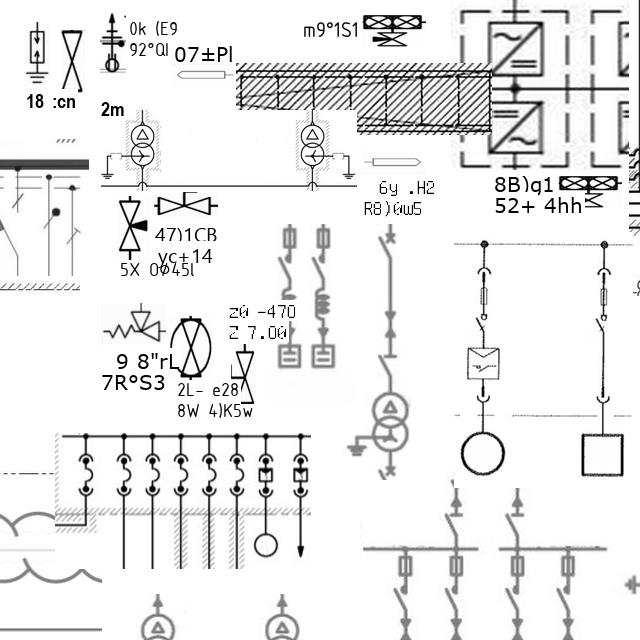 0k (E9
92°Ql
07±Pl
m9°1S1
18 :cn
2m
6y .H2
R8)0w5
8B)q1
52+ 4hh
47)1CB
yc+14
5X Oº45l
z0 -470
Z 7.00
9 8"rL
7R°S3
2L- e28
8W 4)K5w